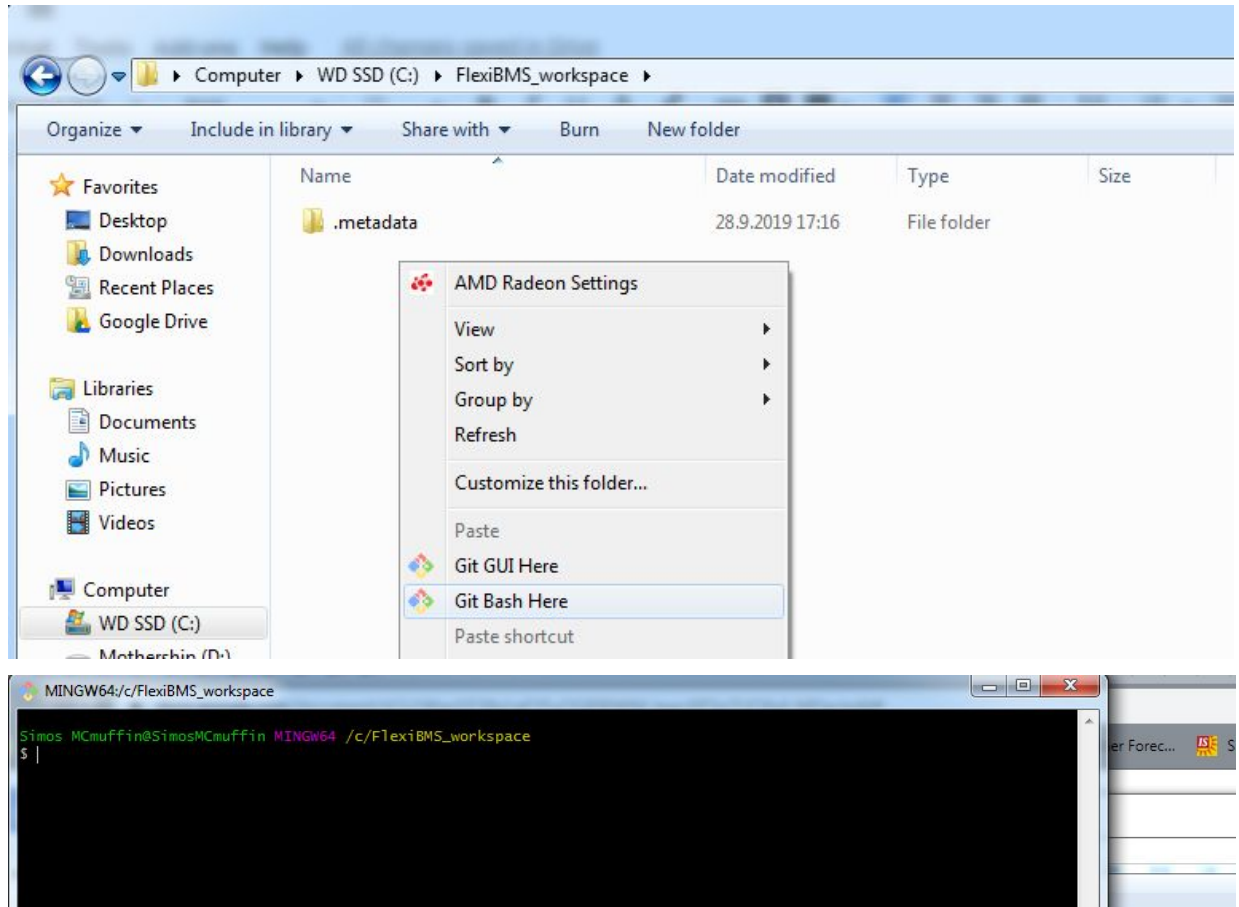 Computer ▸ WD SSD (C:) ▸ FlexiBMS_workspace ▸
Organize ▾ Include in library ▾ Share with ▾ Burn New folder
Name Date modified Type Size
Favorites
Desktop
Downloads
Recent Places
Google Drive
Libraries
Documents
Music
Pictures
Videos
Computer
WD SSD (C:)
Mothership (D:)
.metadata 28.9.2019 17:16 File folder
AMD Radeon Settings
View
Sort by
Group by
Refresh
Customize this folder...
Paste
Git GUI Here
Git Bash Here
Paste shortcut
MINGW64:/c/FlexiBMS_workspace
Simos MCmuffin@SimosMCmuffin MINGW64 /c/FlexiBMS_workspace
$
er Forec... S